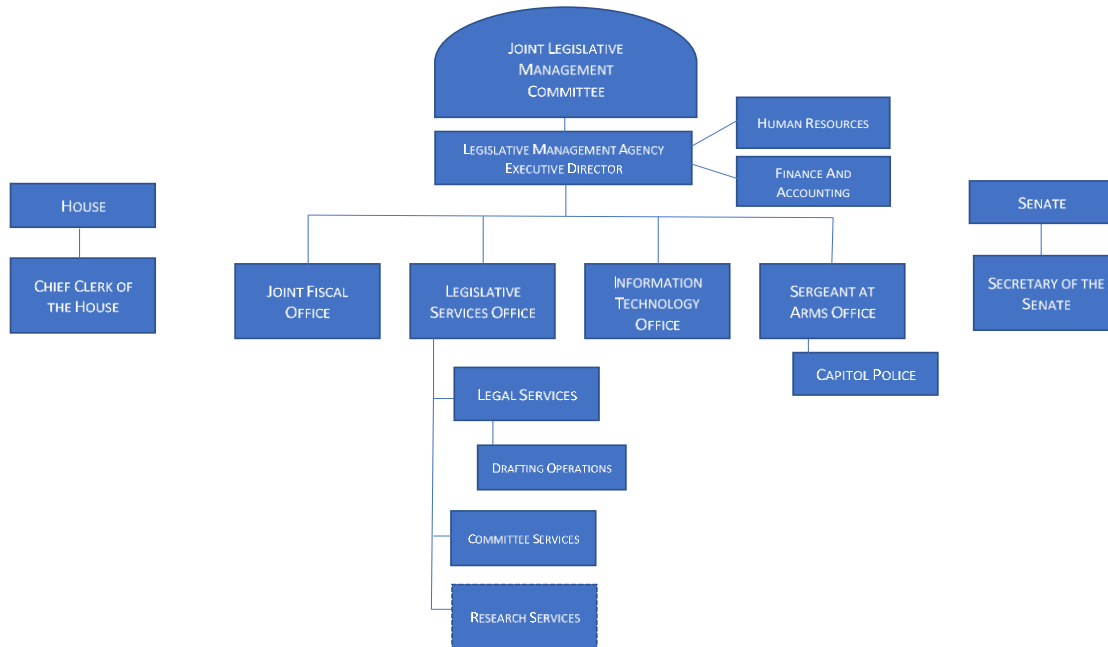 JOINT LEGISLATIVE
MANAGEMENT
COMMITTEE
LEGISLATIVE MANAGEMENT AGENCY
EXECUTIVE DIRECTOR
HUMAN RESOURCES
FINANCE AND
ACCOUNTING
HOUSE
CHIEF CLERK OF
THE HOUSE
SENATE
SECRETARY OF THE
SENATE
JOINT FISCAL
OFFICE
LEGISLATIVE
SERVICES OFFICE
INFORMATION
TECHNOLOGY
OFFICE
SERGEANT AT
ARMS OFFICE
CAPITOL POLICE
LEGAL SERVICES
DRAFTING OPERATIONS
COMMITTEE SERVICES
RESEARCH SERVICES